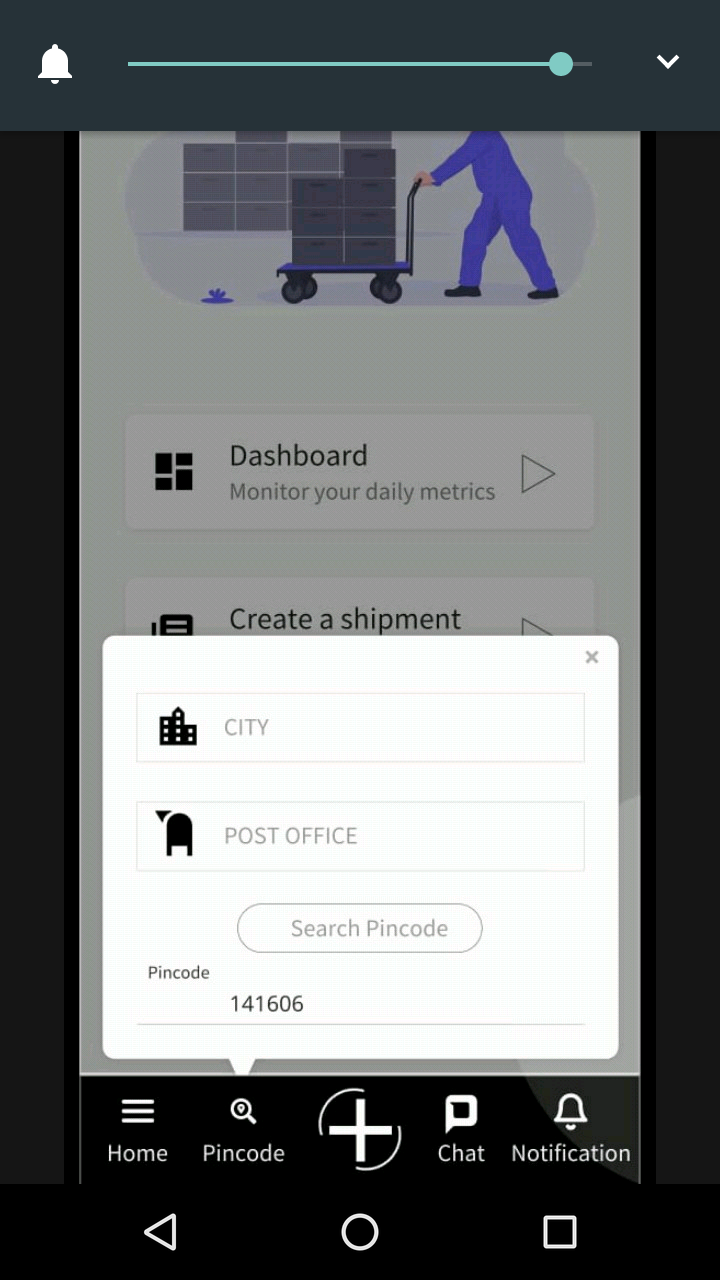 Dashboard
Monitor your daily metrics
Create a shipment
×
CITY
POST OFFICE
Search Pincode
Pincode
141606
Home
Pincode
Chat
Notification